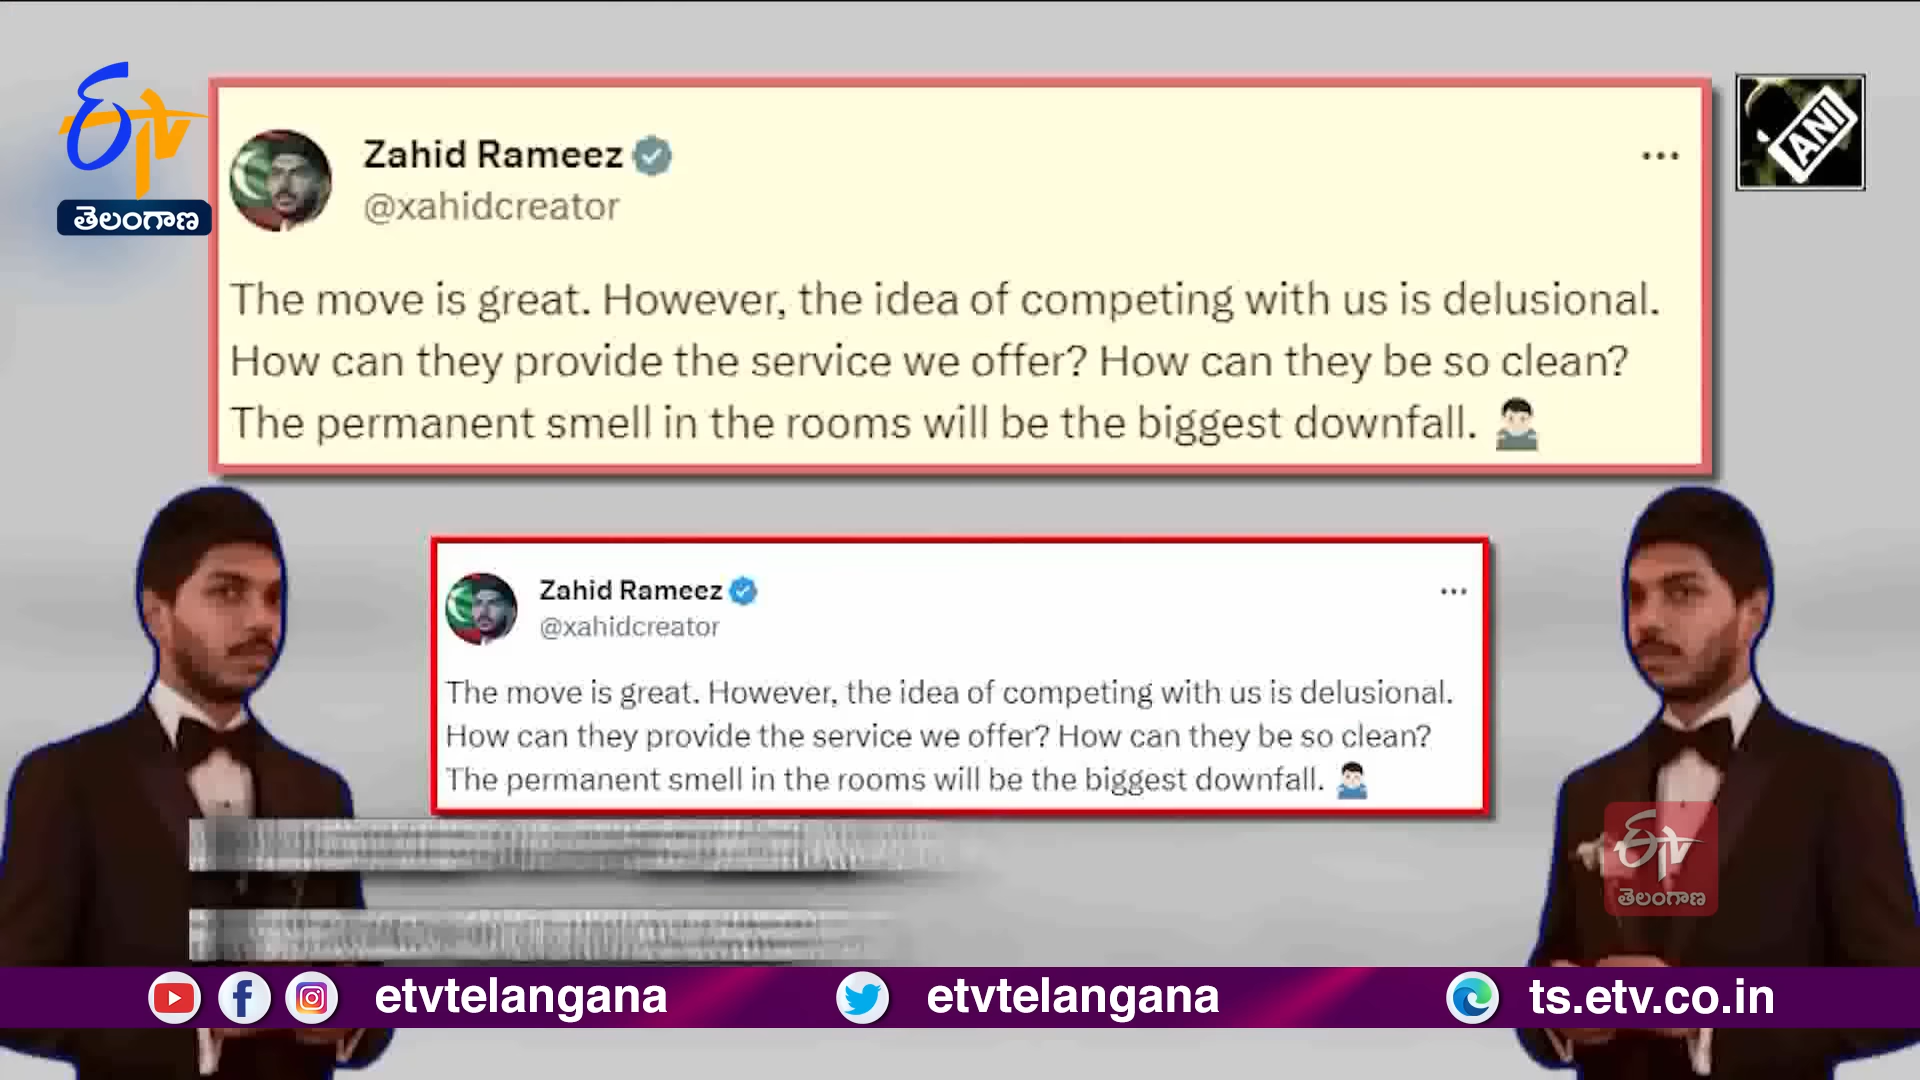 ETV
తెలంగాణ
ANI
Zahid Rameez
@xahidcreator
The move is great. However, the idea of competing with us is delusional.
How can they provide the service we offer? How can they be so clean?
The permanent smell in the rooms will be the biggest downfall.
Zahid Rameez
@xahidcreator
The move is great. However, the idea of competing with us is delusional.
How can they provide the service we offer? How can they be so clean?
The permanent smell in the rooms will be the biggest downfall.
ETV
తెలంగాణ
etvtelangana
etvtelangana
ts.etv.co.in